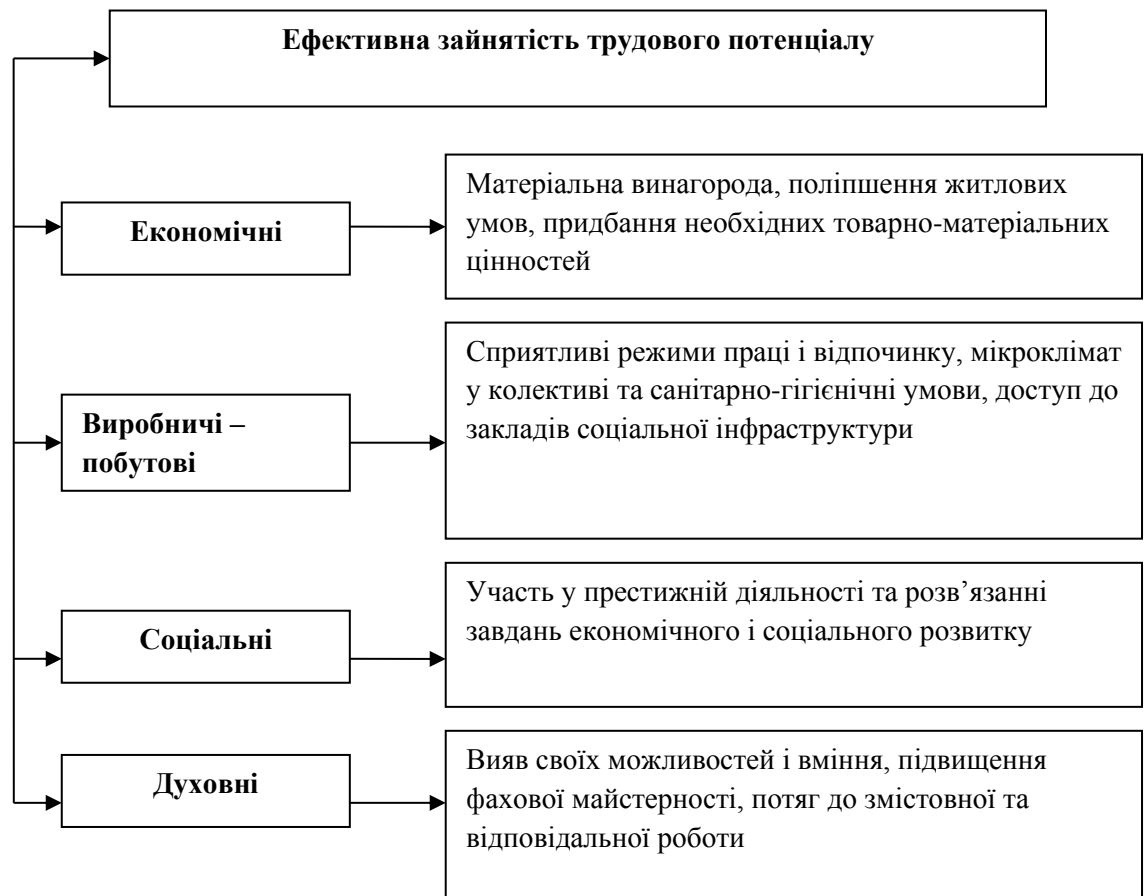 Ефективна зайнятість трудового потенціалу
Економічні
Матеріальна винагорода, поліпшення житлових
умов, придбання необхідних товарно-матеріальних
цінностей
Виробничі –
побутові
Сприятливі режими праці і відпочинку, мікроклімат
у колективі та санітарно-гігієнічні умови, доступ до
закладів соціальної інфраструктури
Соціальні
Участь у престижній діяльності та розв’язанні
завдань економічного і соціального розвитку
Духовні
Вияв своїх можливостей і вміння, підвищення
фахової майстерності, потяг до змістовної та
відповідальної роботи